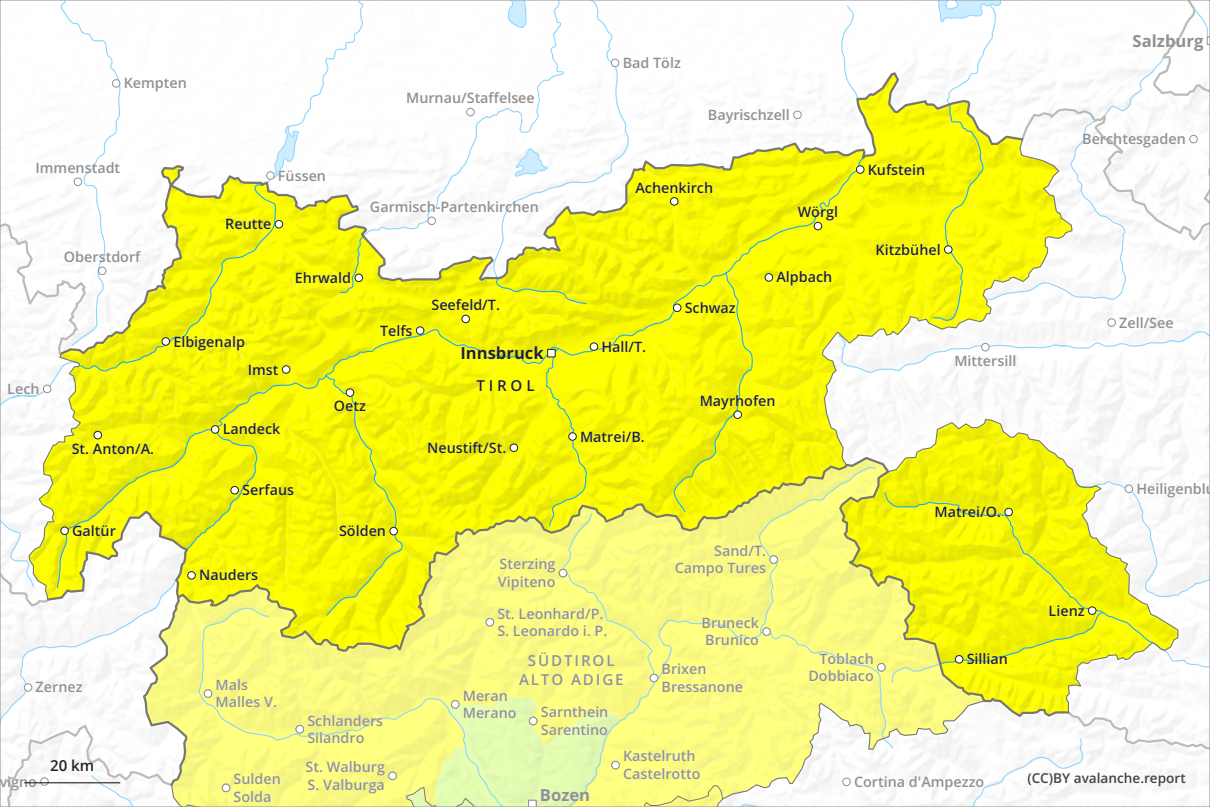 Salzburg
Bad Tölz
Kempten
Murnau/Staffelsee
Bayrischzell
Berchtesgaden
Immenstadt
Füssen
Kufstein
Achenkirch
Garmisch-Partenkirchen
Wörgl
Reutte
Kitzbühel
Oberstdorf
Ehrwald
Alpbach
Seefeld/T.
Schwaz
Zell/See
Telfs
Elbigenalp
Innsbruck
Hall/T.
Mittersill
Imst
TIROL
Lech
Oetz
Mayrhofen
Landeck
St. Anton/A.
Neustift/St.
Matrei/B.
Serfaus
Heiligenblu
Matrei/O.
Galtür
Sölden
Sand/T.
Campo Tures
Sterzing
Vipiteno
Nauders
St. Leonhard/P.
S. Leonardo i. P.
Lienz
Bruneck
Brunico
SÜDTIROL
ALTO ADIGE
Toblach
Dobbiaco
Sillian
Brixen
Bressanone
Zernez
Mals
Malles V.
Meran
Merano
Sarnthein
Sarentino
Schlanders
Silandro
Kastelruth
Castelrotto
St. Walburg
S. Valburga
20 km
vigno
Sulden
Solda
Cortina d'Ampezzo
(CC)BY avalanche.report
Bozen